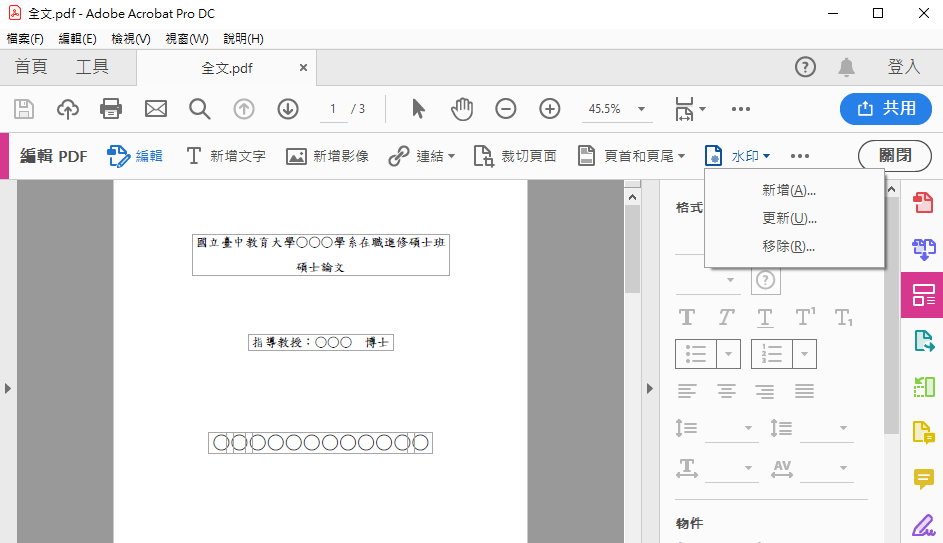 全文.pdf - Adobe Acrobat Pro DC
檔案(F) 編輯(E) 檢視(V) 視窗(W) 說明(H)
首頁 工具 全文.pdf × 登入
1 / 3 45.5% 共用
編輯 PDF 編輯 新增文字 新增影像 連結 裁切頁面 頁首和頁尾 水印 關閉
新增(A)...
更新(U)...
移除(R)...
格式
國立臺中教育大學○○○學系在職進修碩士班
碩士論文
指導教授：○○○ 博士
○○○○○○○○○○○○
物件